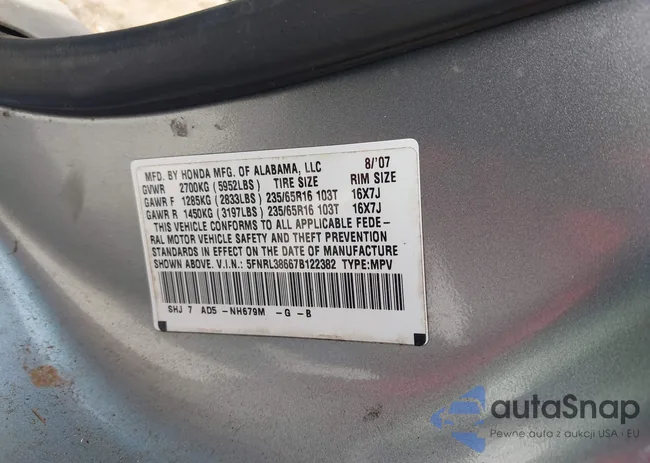 MFD. BY HONDA MFG. OF ALABAMA, LLC 8/'07
GVWR 2700KG (5952LBS) TIRE SIZE RIM SIZE
GAWR F 1285KG (2833LBS) 235/65R16 103T 16X7J
GAWR R 1450KG (3197LBS) 235/65R16 103T 16X7J
THIS VEHICLE CONFORMS TO ALL APPLICABLE FEDE-
RAL MOTOR VEHICLE SAFETY AND THEFT PREVENTION
STANDARDS IN EFFECT ON THE DATE OF MANUFACTURE
SHOWN ABOVE. V.I.N.: 5FNRL38667B122382 TYPE:MPV
SHJ 7 AD5 -NH679M -G -B
autaSnap
Pewne auta z aukcji USA · EU